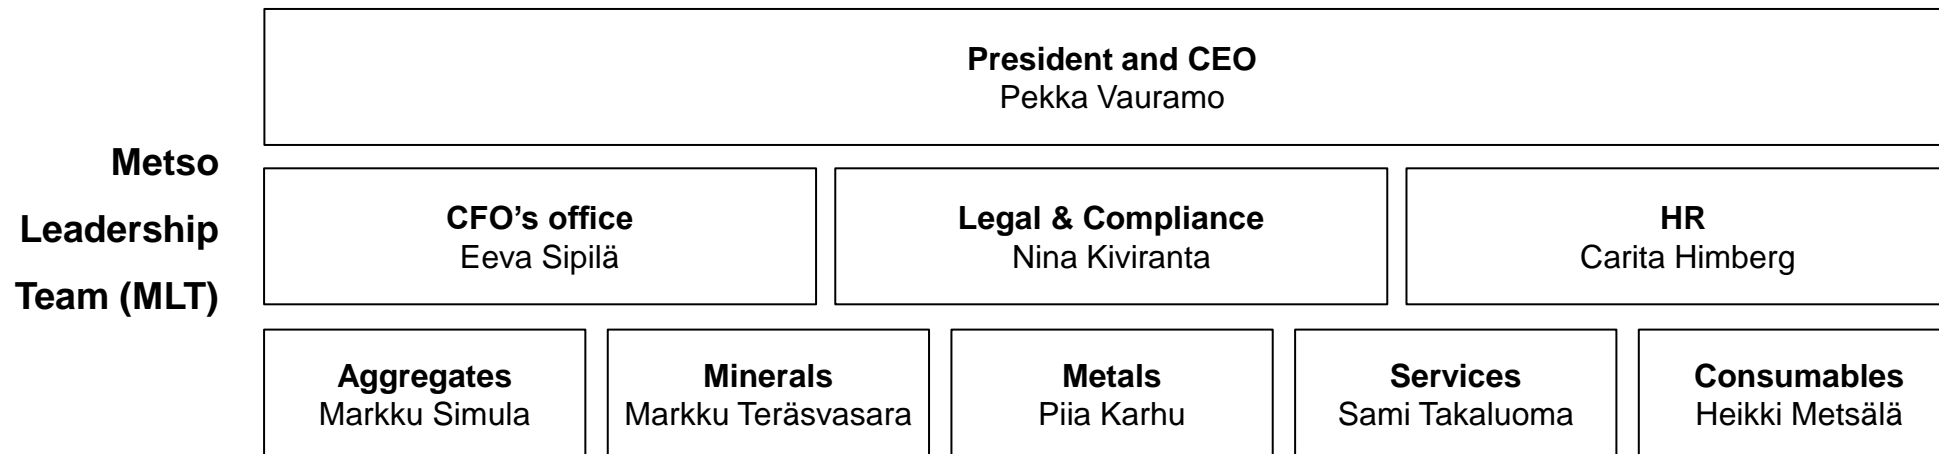 Metso
Leadership
Team (MLT)
President and CEO
Pekka Vauramo
CFO’s office
Eeva Sipilä
Legal & Compliance
Nina Kiviranta
HR
Carita Himberg
Aggregates
Markku Simula
Minerals
Markku Teräsvasara
Metals
Piia Karhu
Services
Sami Takaluoma
Consumables
Heikki Metsälä